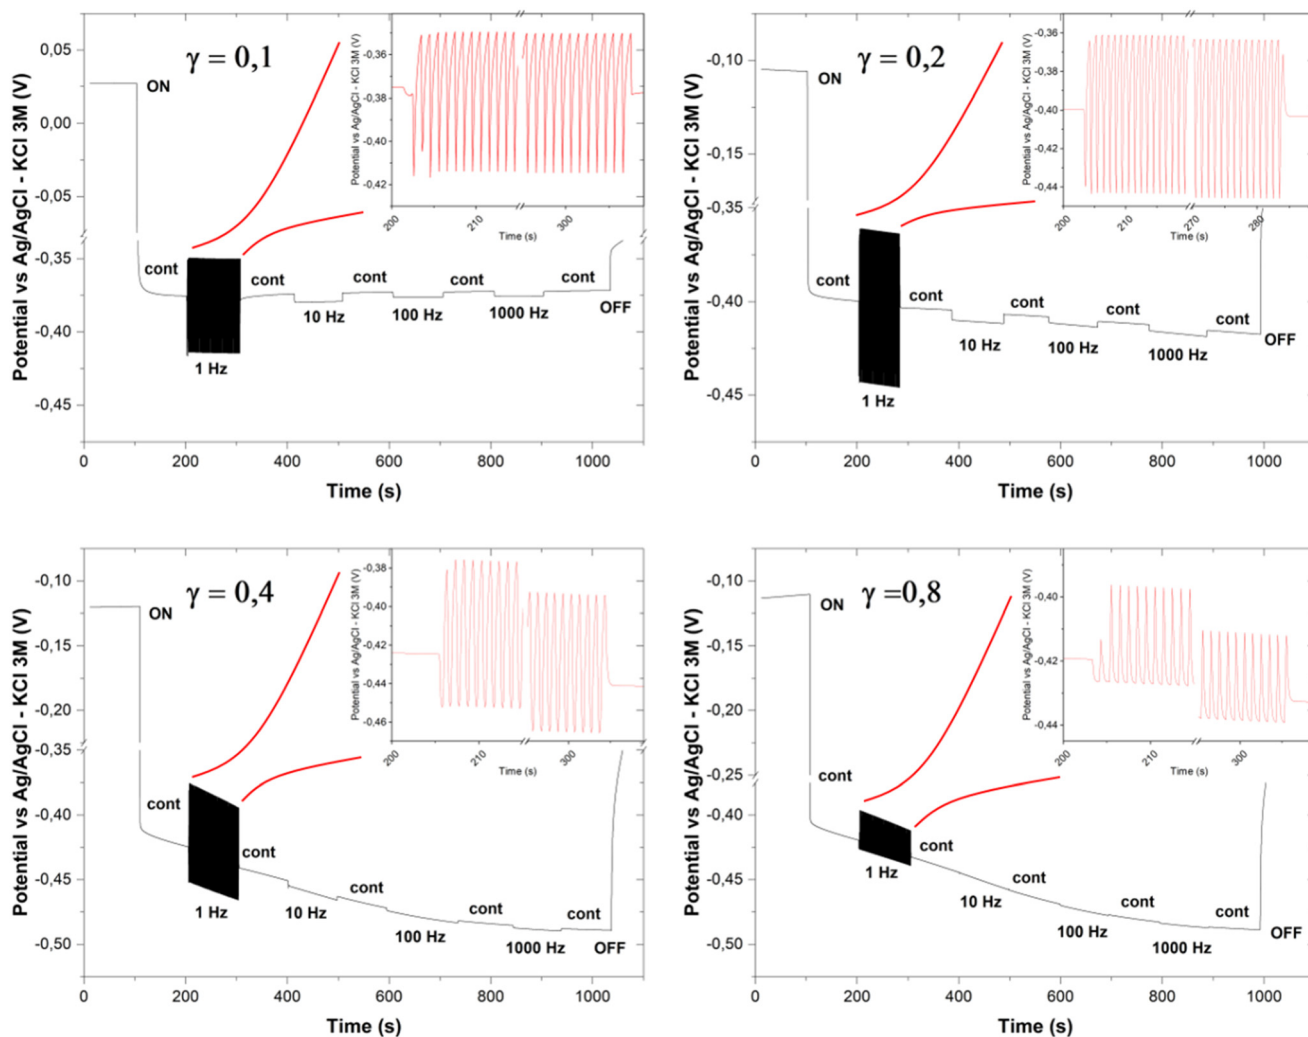 γ = 0,1
Potential vs Ag/AgCl - KCl 3M (V)
0,05
0,00
-0,05
-0,35
-0,40
-0,45
ON
cont
1 Hz
cont
10 Hz
cont
100 Hz
cont
1000 Hz
cont
OFF
0
200
400
600
800
1000
Time (s)
Potential vs Ag/AgCl - KCl 3M (V)
-0,36
-0,38
-0,40
-0,42
200
210
300
Time (s)
γ = 0,2
Potential vs Ag/AgCl - KCl 3M (V)
-0,10
-0,15
-0,35
-0,40
-0,45
ON
cont
1 Hz
cont
10 Hz
cont
100 Hz
cont
1000 Hz
cont
OFF
0
200
400
600
800
1000
Time (s)
Potential vs Ag/AgCl - KCl 3M (V)
-0,36
-0,40
-0,44
200
210
270
280
Time (s)
γ = 0,4
Potential vs Ag/AgCl - KCl 3M (V)
-0,10
-0,15
-0,20
-0,35
-0,40
-0,45
-0,50
ON
cont
1 Hz
cont
10 Hz
cont
100 Hz
cont
1000 Hz
cont
OFF
0
200
400
600
800
1000
Time (s)
Potential vs Ag/AgCl - KCl 3M (V)
-0,38
-0,40
-0,42
-0,44
-0,46
200
210
300
Time (s)
γ =0,8
Potential vs Ag/AgCl - KCl 3M (V)
-0,10
-0,15
-0,20
-0,25
-0,40
-0,45
-0,50
ON
cont
1 Hz
cont
10 Hz
cont
100 Hz
cont
1000 Hz
cont
OFF
0
200
400
600
800
1000
Time (s)
Potential vs Ag/AgCl - KCl 3M (V)
-0,40
-0,42
-0,44
200
210
300
Time (s)